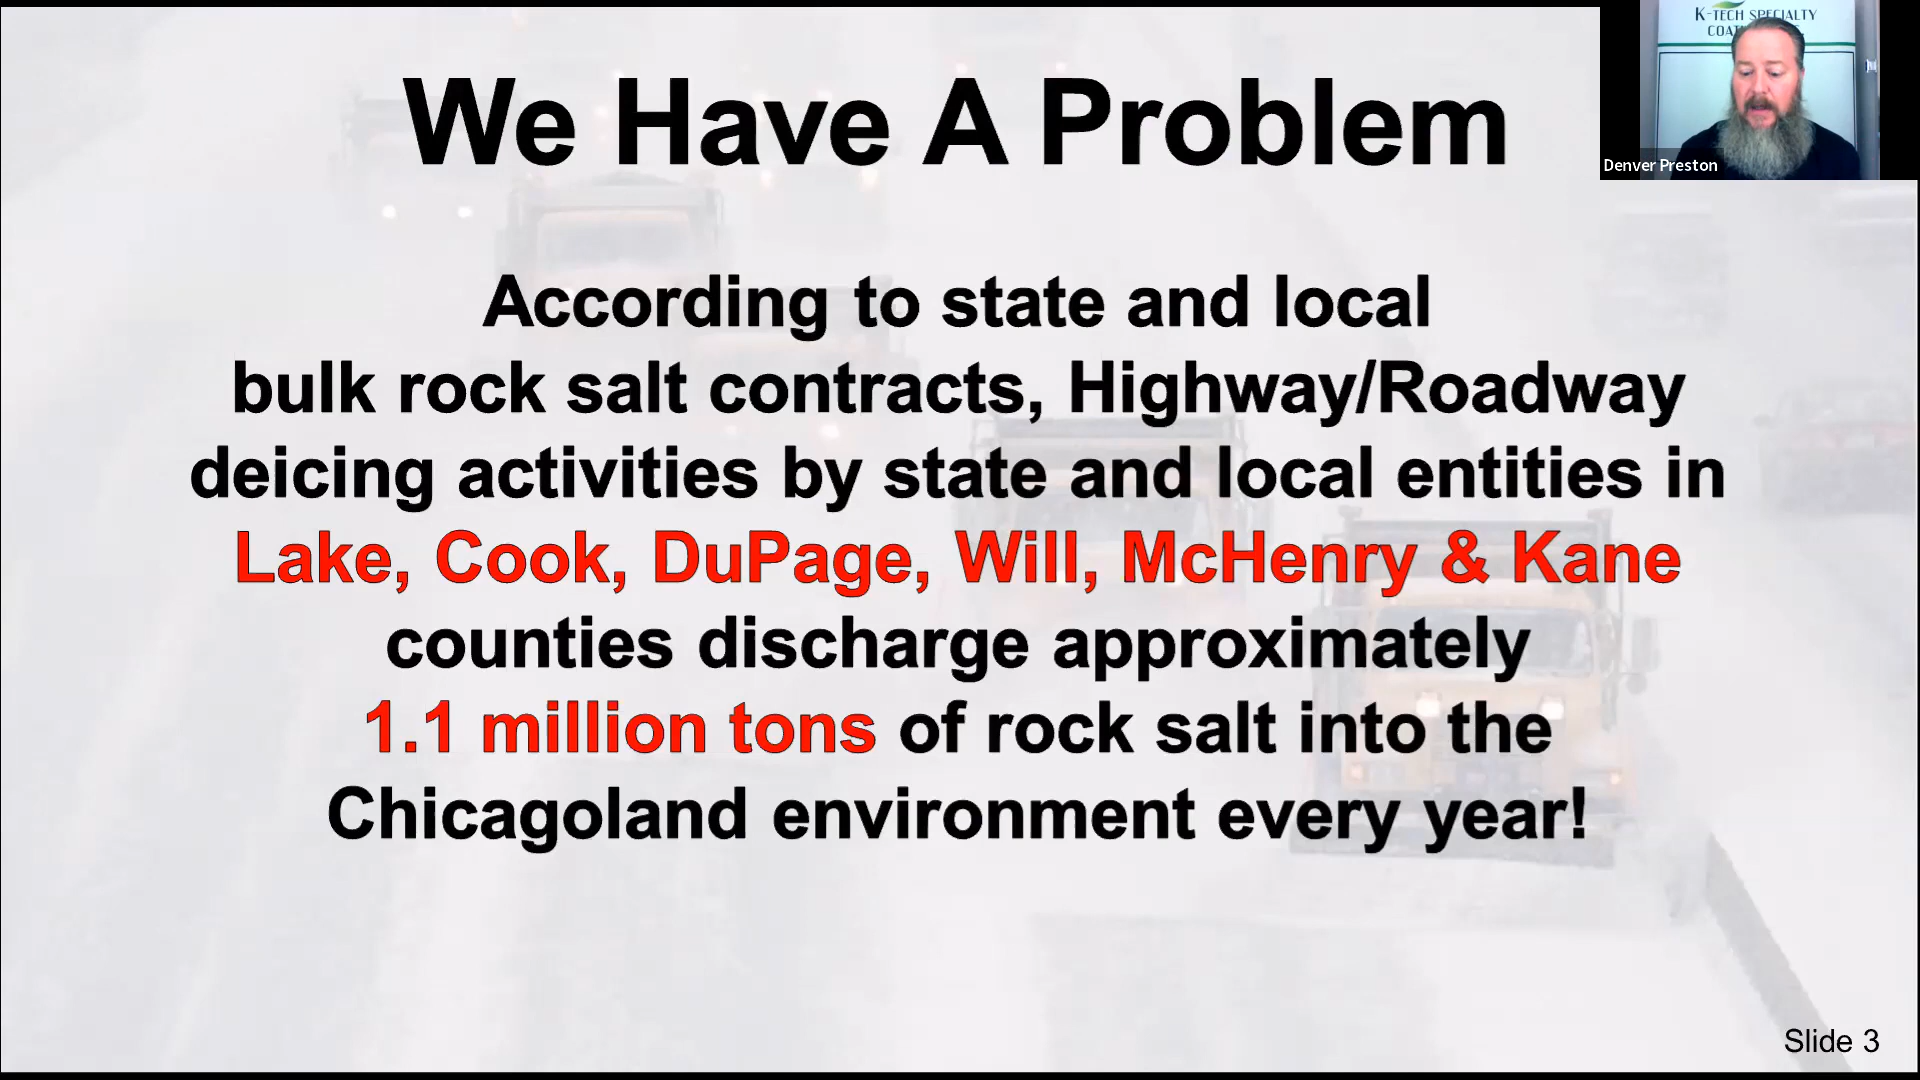 We Have A Problem
According to state and local
bulk rock salt contracts, Highway/Roadway
deicing activities by state and local entities in
Lake, Cook, DuPage, Will, McHenry & Kane
counties discharge approximately
1.1 million tons of rock salt into the
Chicagoland environment every year!
Slide 3
K-TECH SPECIALTY
Denver Preston